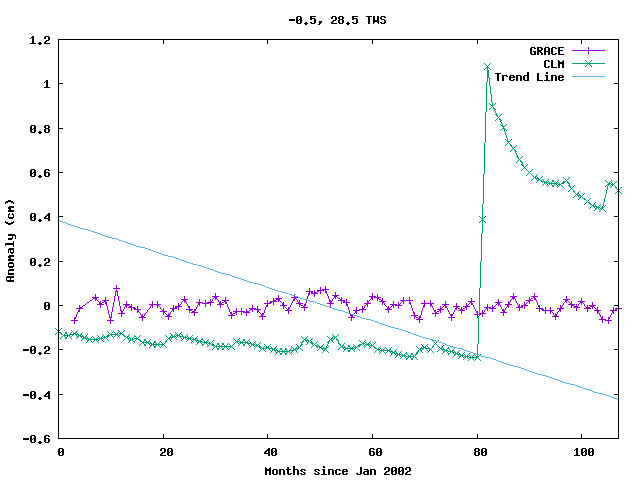 -0.5, 28.5 TWS
1.2
1
0.8
0.6
0.4
0.2
0
-0.2
-0.4
-0.6
Anomaly (cm)
GRACE
CLM
Trend Line
0 20 40 60 80 100
Months since Jan 2002